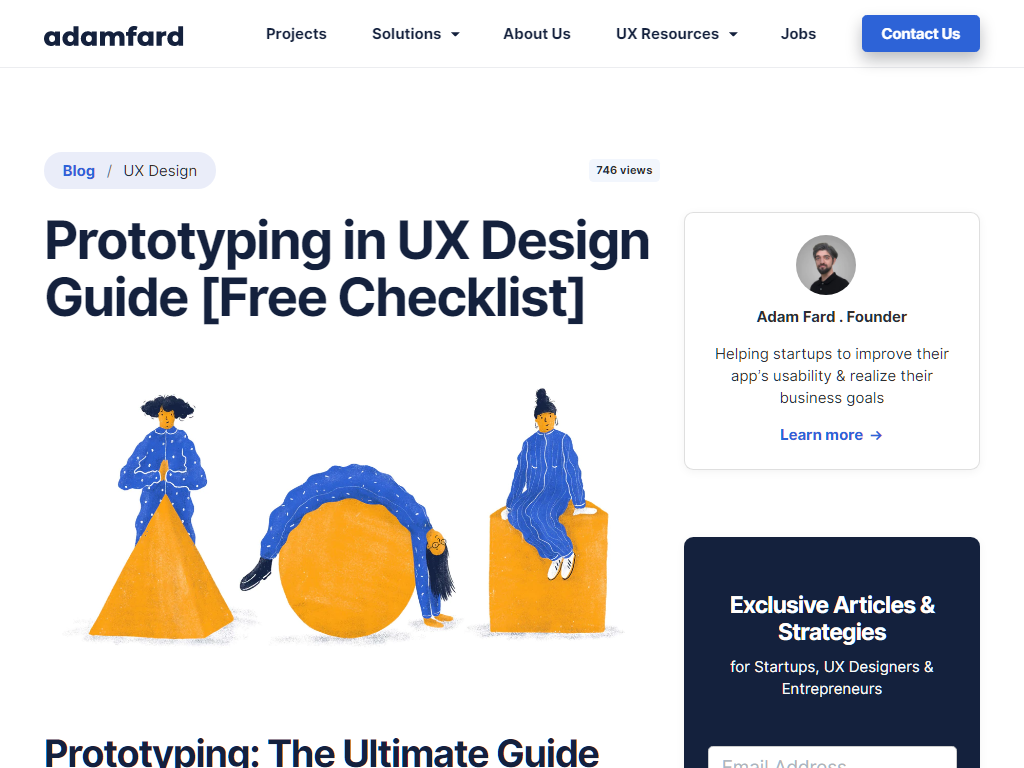 adamfard
Projects
Solutions
About Us
UX Resources
Jobs
Contact Us
Blog / UX Design
746 views
Prototyping in UX Design
Guide [Free Checklist]
Adam Fard . Founder
Helping startups to improve their
app's usability & realize their
business goals
Learn more →
Exclusive Articles &
Strategies
for Startups, UX Designers &
Entrepreneurs
Email Address
Prototyping: The Ultimate Guide